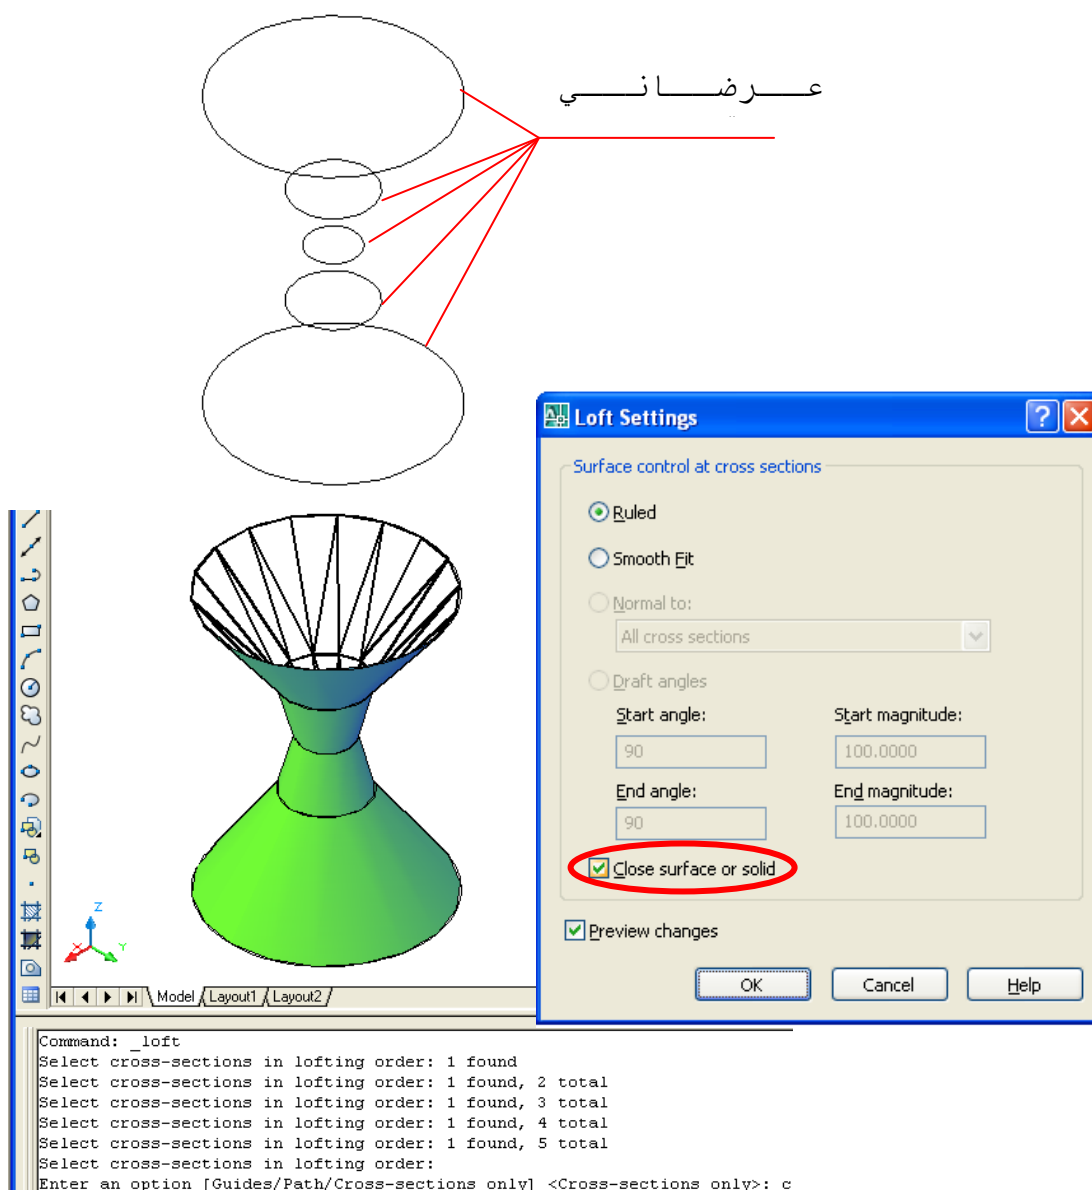 عـــرضـــانـــي
Loft Settings
Surface control at cross sections
Ruled
Smooth Fit
Normal to:
All cross sections
Draft angles
Start angle: Start magnitude:
90 100.0000
End angle: End magnitude:
90 100.0000
Close surface or solid
Preview changes
OK Cancel Help
Z
X Y
Model Layout1 Layout2
Command: _loft
Select cross-sections in lofting order: 1 found
Select cross-sections in lofting order: 1 found, 2 total
Select cross-sections in lofting order: 1 found, 3 total
Select cross-sections in lofting order: 1 found, 4 total
Select cross-sections in lofting order: 1 found, 5 total
Select cross-sections in lofting order:
Enter an option [Guides/Path/Cross-sections only] <Cross-sections only>: c